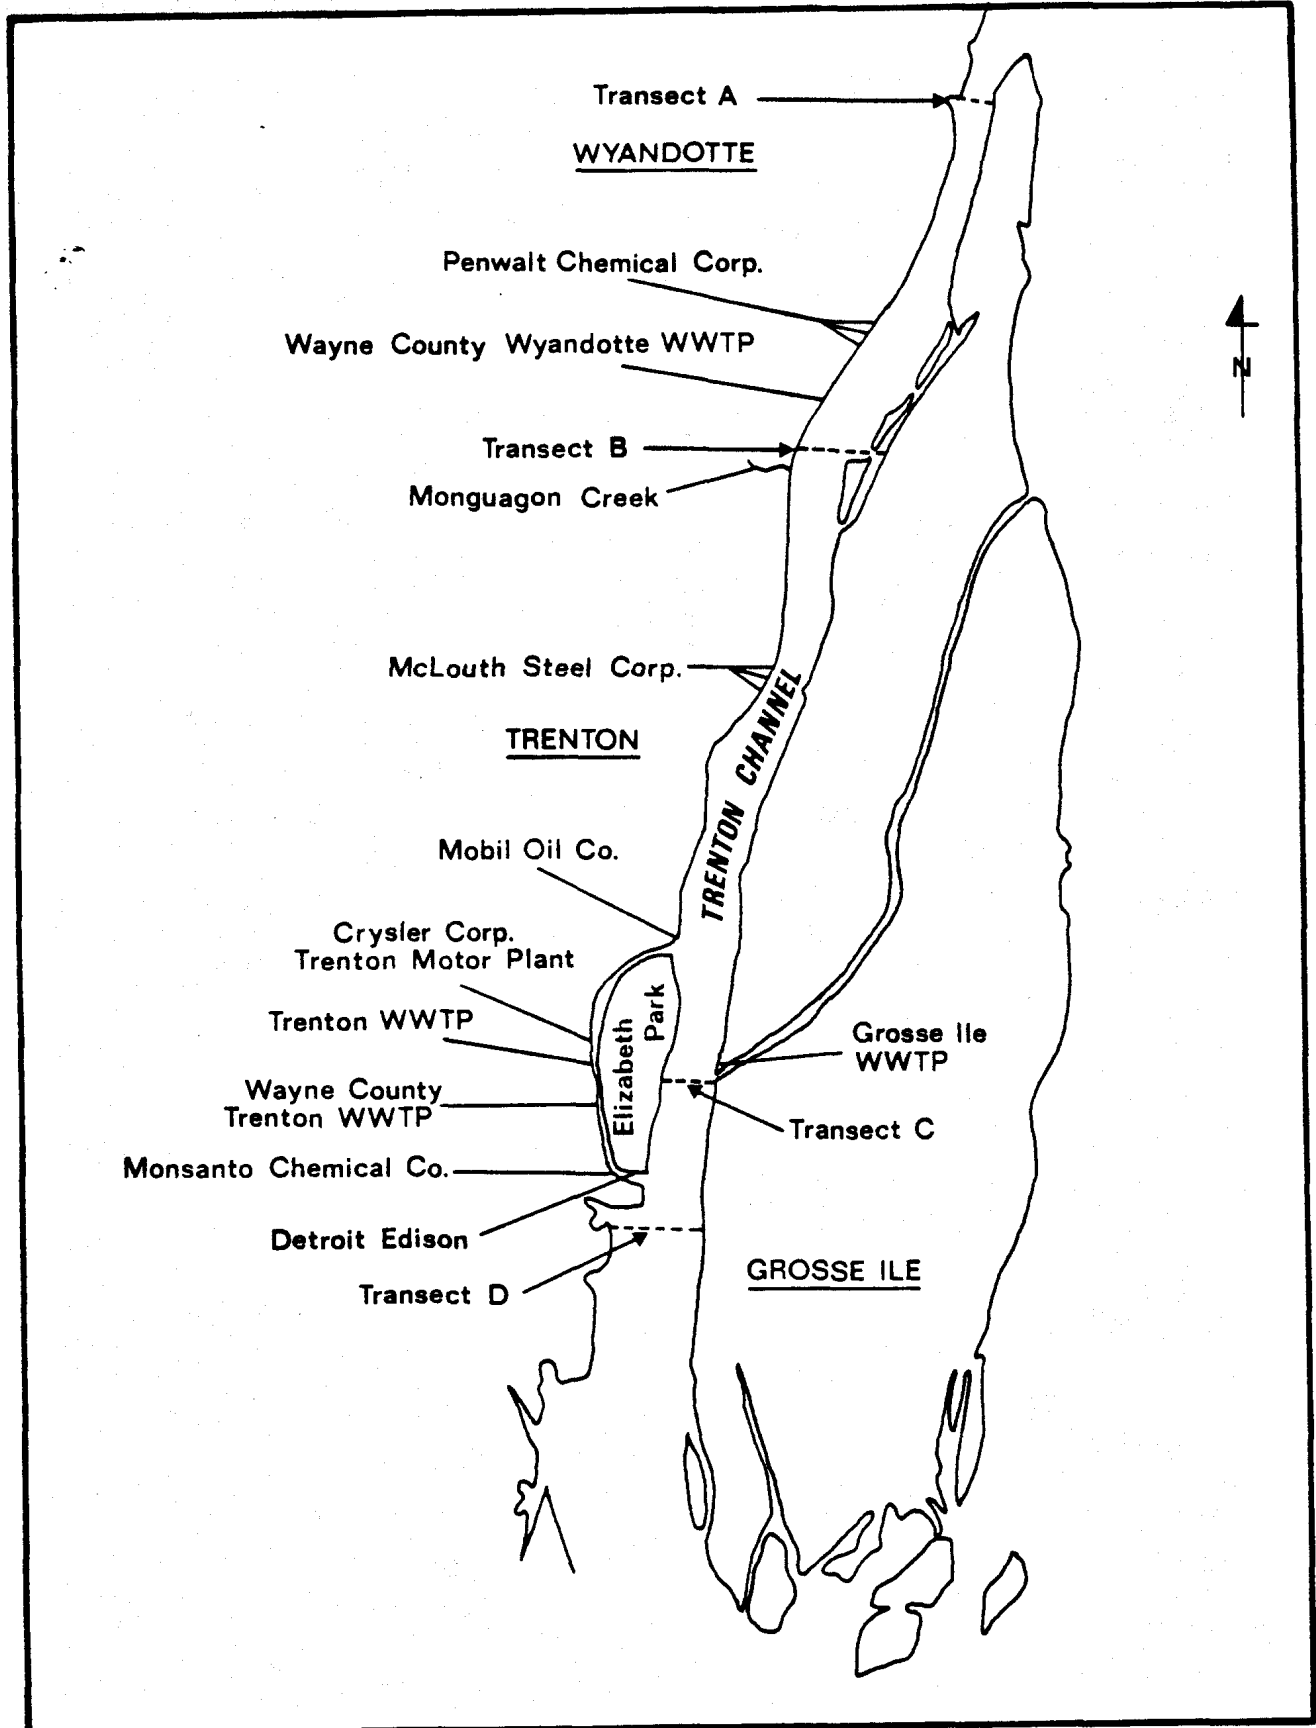 Transect A
WYANDOTTE
Penwalt Chemical Corp.
Wayne County Wyandotte WWTP
N
Transect B
Monguagon Creek
McLouth Steel Corp.
TRENTON
TRENTON CHANNEL
Mobil Oil Co.
Crysler Corp.
Trenton Motor Plant
Elizabeth
Park
Trenton WWTP
Grosse Ile
WWTP
Wayne County
Trenton WWTP
Transect C
Monsanto Chemical Co.
Detroit Edison
GROSSE ILE
Transect D